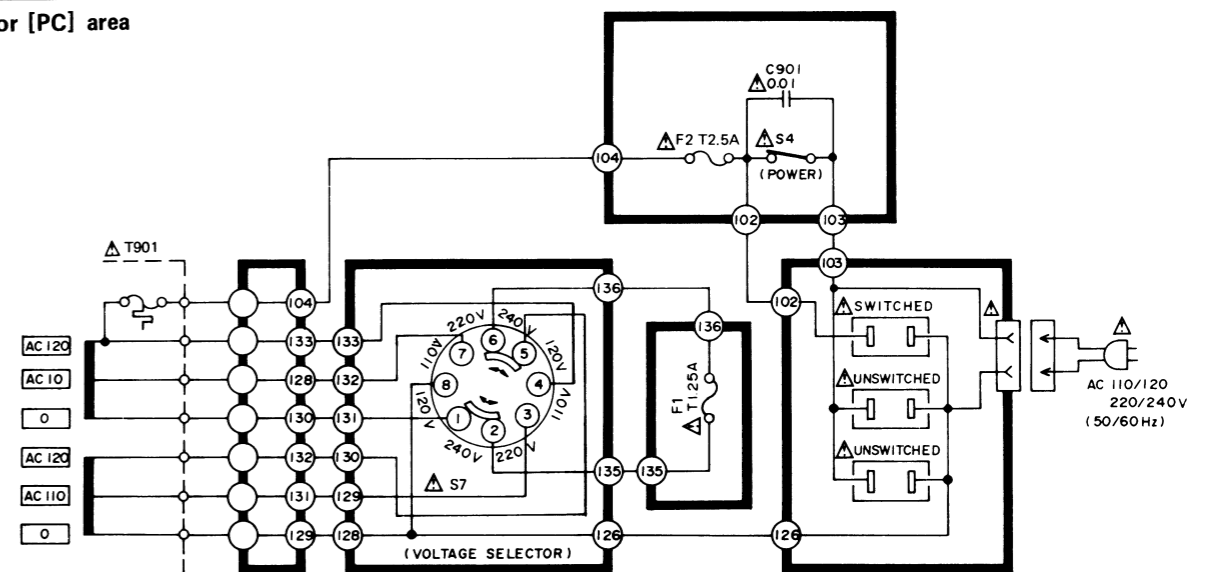 or [PC] area
C901
0.01
F2 T2.5A
S4
(POWER)
104
102
103
T901
104
136
103
102
SWITCHED
220V
240V
120V
110V
110V
120V
240V
220V
6
7
5
8
4
1
2
3
136
F1
T1.25A
AC 120
133
133
AC 10
128
132
UNSWITCHED
AC 110/120
220/240V
(50/60Hz)
0
130
131
AC 120
132
130
UNSWITCHED
135
135
AC 110
131
129
S7
0
129
128
(VOLTAGE SELECTOR)
126
126